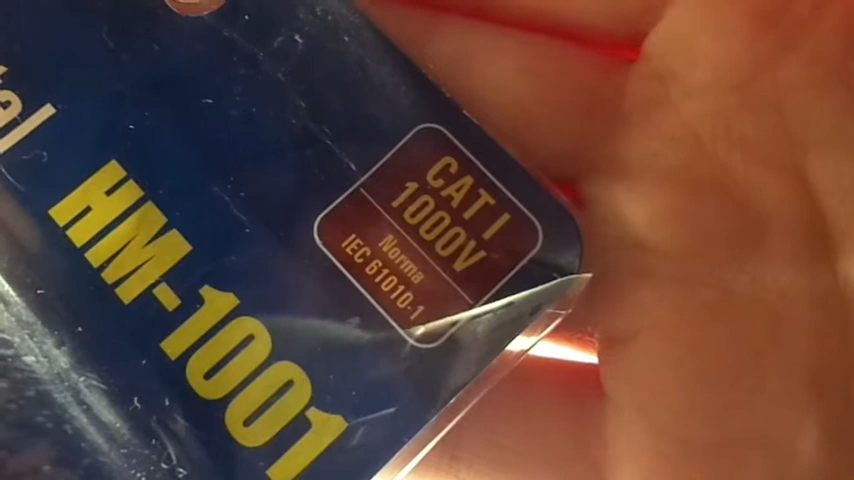 HM-1001
CAT I
1000V
Norma
IEC 61010-1